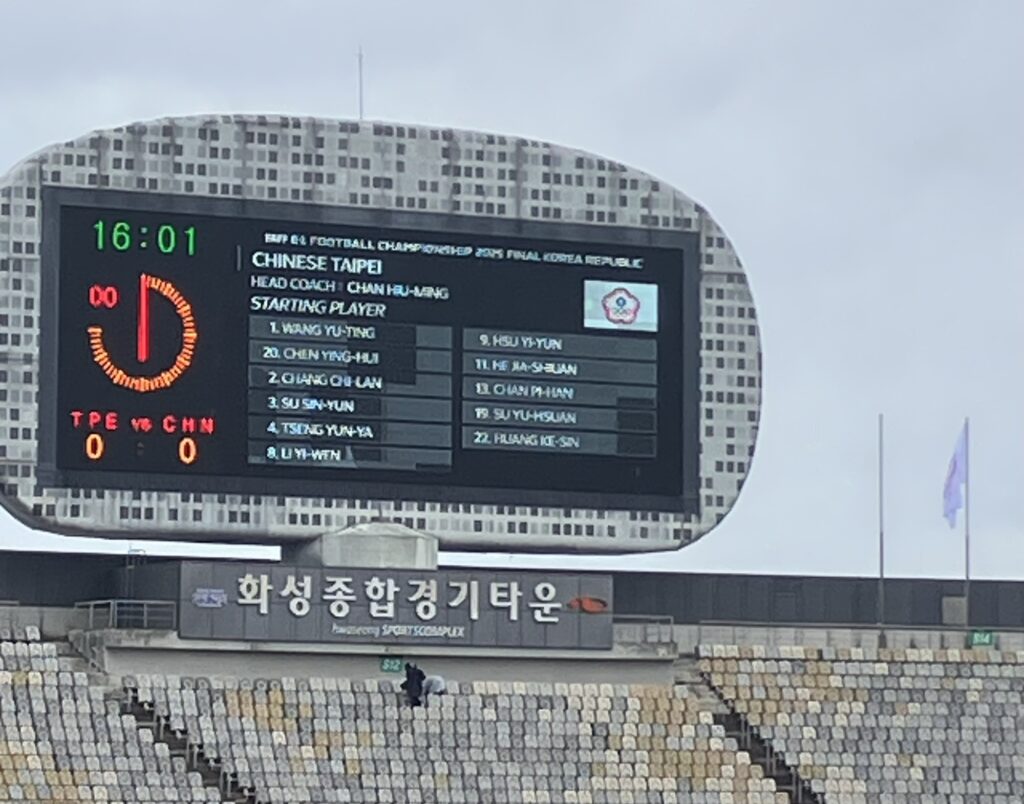 16:01
00
TPE vs CHN
0 : 0
EAFF E-1 FOOTBALL CHAMPIONSHIP 2025 FINAL KOREA REPUBLIC
CHINESE TAIPEI
HEAD COACH : CHAN HIU-MING
STARTING PLAYER
1. WANG YU-TING
20. CHEN YING-HUI
2. CHANG CHI-LAN
3. SU SIN-YUN
4. TSENG YUN-YA
8. LI YI-WEN
9. HSU YI-YUN
11. HE JIA-SHIUAN
13. CHAN PI-HAN
19. SU YU-HSUAN
22. HUANG KE-SIN
화성종합경기타운
hwaseong SPORTSCOMPLEX
S12
S14